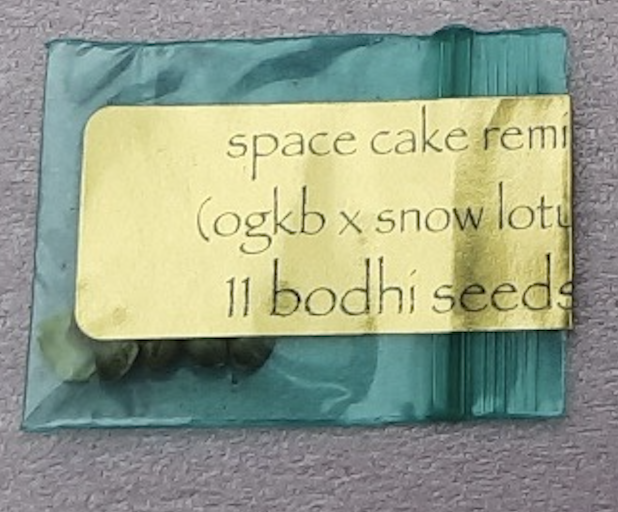 space cake remi
(ogkb x snow lotu
11 bodhi seeds